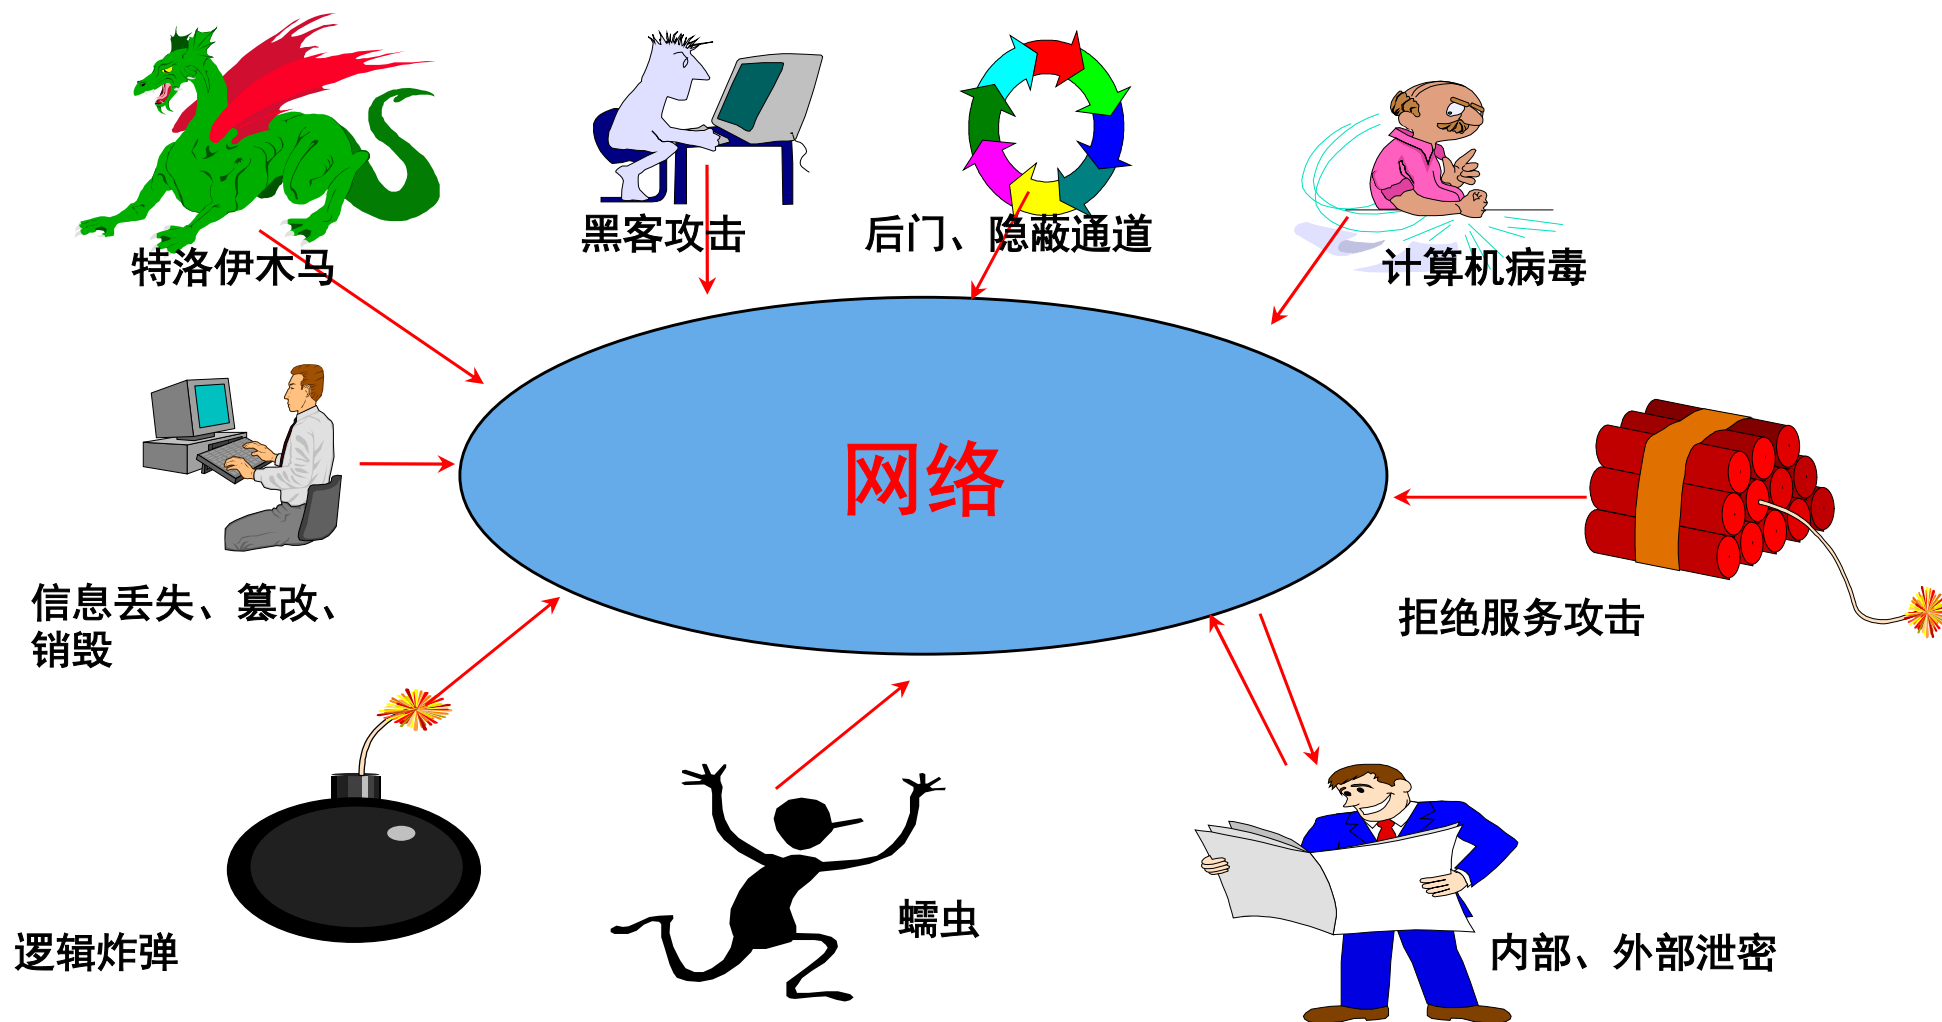 黑客攻击
后门、隐蔽通道
特洛伊木马
计算机病毒
网络
信息丢失、篡改、
销毁
拒绝服务攻击
蠕虫
逻辑炸弹
内部、外部泄密